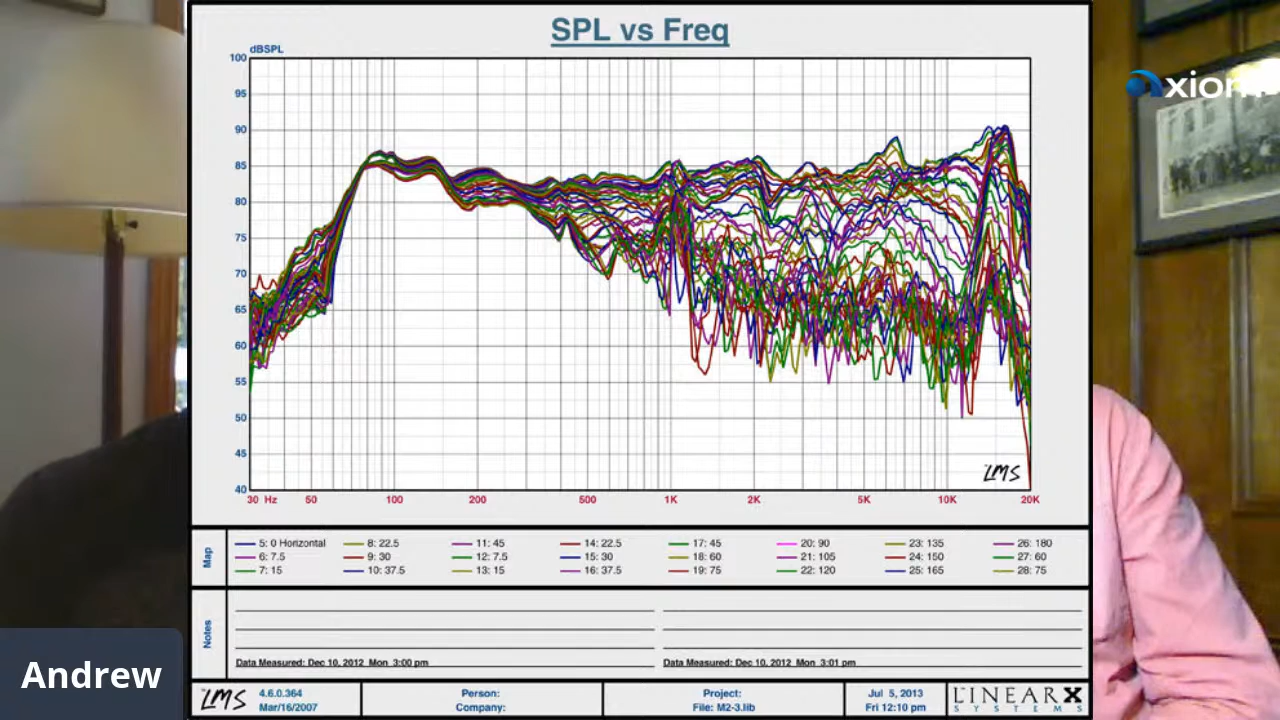 SPL vs Freq
dBSPL
100
95
90
85
80
75
70
65
60
55
50
45
40
30 Hz 50 100 200 500 1K 2K 5K 10K 20K
LMS
Map
5: 0 Horizontal 8: 22.5 11: 45 14: 22.5 17: 45 20: 90 23: 135 26: 180
6: 7.5 9: 30 12: 7.5 15: 30 18: 60 21: 105 24: 150 27: 60
7: 15 10: 37.5 13: 15 16: 37.5 19: 75 22: 120 25: 165 28: 75
Notes
Data Measured: Dec 10, 2012 Mon 3:00 pm Data Measured: Dec 10, 2012 Mon 3:01 pm
LMS 4.6.0.364 Person: Project: Jul 5, 2013 LINEARX
Mar/16/2007 Company: File: M2-3.lib Fri 12:10 pm SYSTEMS
Andrew